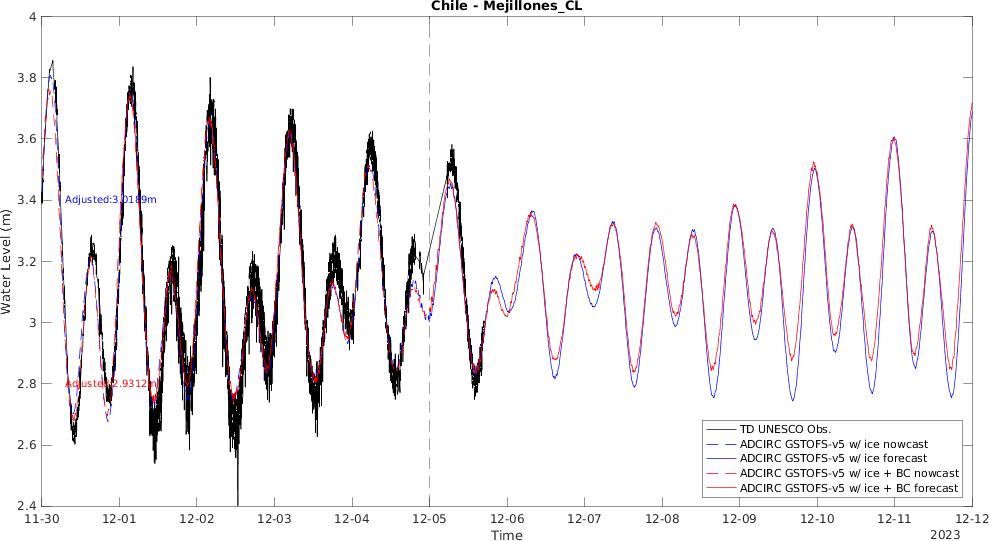 Chile - Mejillones_CL
4
3.8
3.6
3.4
3.2
3
2.8
2.6
2.4
Water Level (m)
Adjusted:3.0189m
Adjusted:2.9312m
TD UNESCO Obs.
ADCIRC GSTOFS-v5 w/ ice nowcast
ADCIRC GSTOFS-v5 w/ ice forecast
ADCIRC GSTOFS-v5 w/ ice + BC nowcast
ADCIRC GSTOFS-v5 w/ ice + BC forecast
11-30 12-01 12-02 12-03 12-04 12-05 12-06 12-07 12-08 12-09 12-10 12-11 12-12
Time
2023